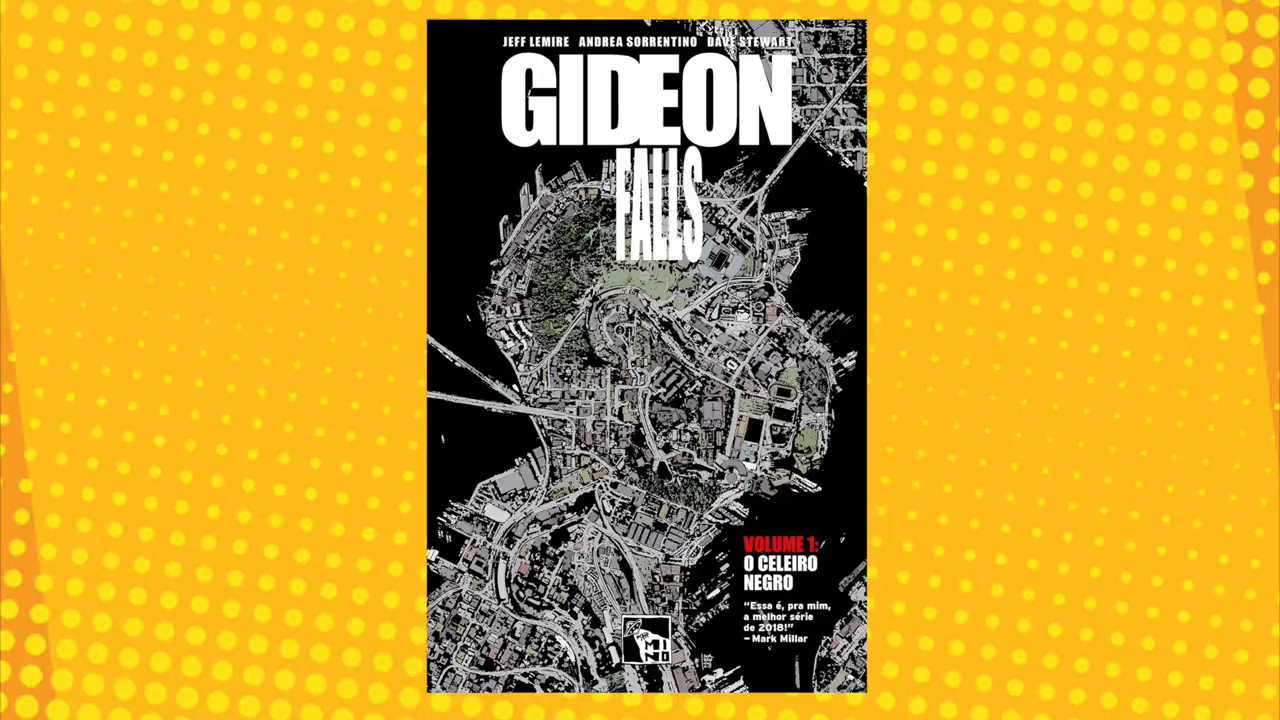 JEFF LEMIRE ANDREA SORRENTINO DAVE STEWART
GIDEON
FALLS
VOLUME 1:
O CELEIRO
NEGRO
“Essa é, pra mim,
a melhor série
de 2018!”
– Mark Millar
MINO